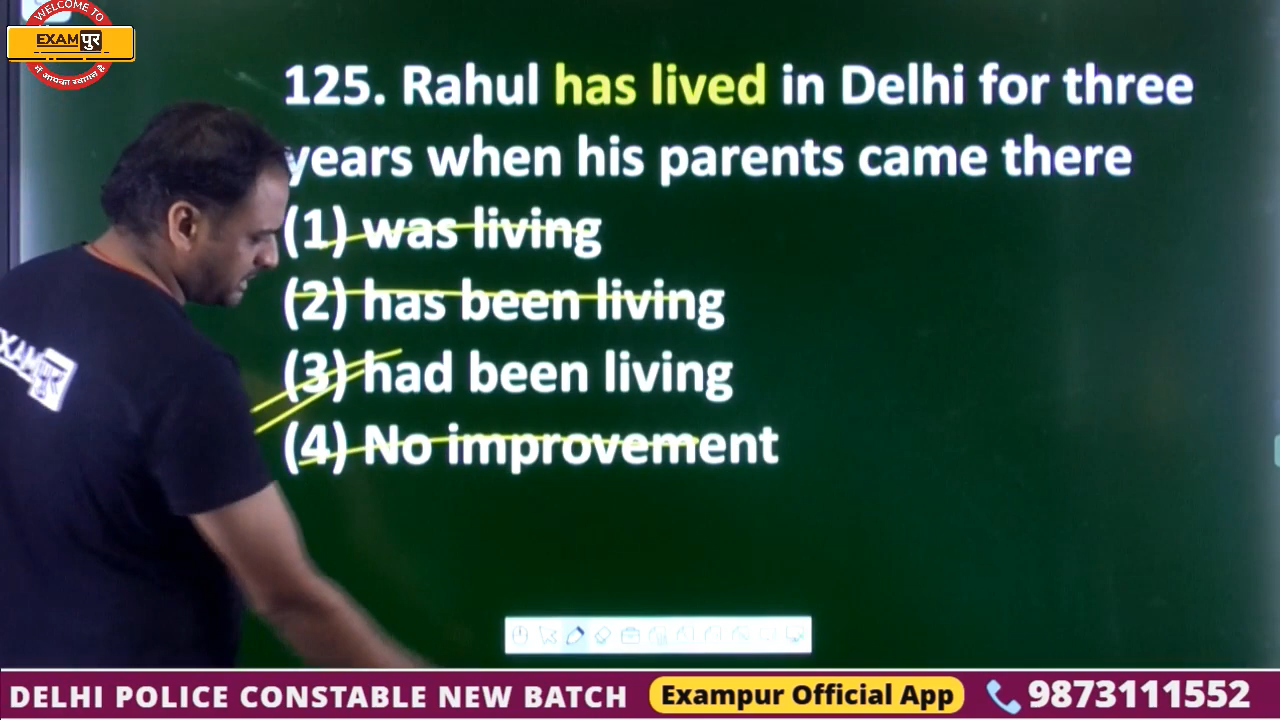 WELCOME TO
EXAMपुर
में आपका स्वागत है
125. Rahul has lived in Delhi for three
years when his parents came there
(1) was living
(2) has been living
(3) had been living
(4) No improvement
DELHI POLICE CONSTABLE NEW BATCH
Exampur Official App
9873111552